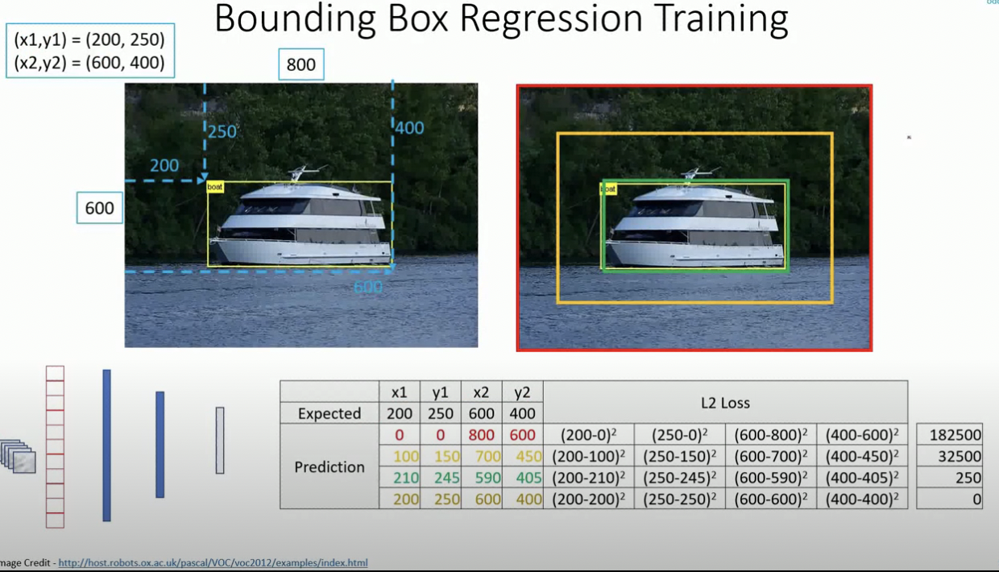 Bounding Box Regression Training
(x1,y1) = (200, 250)
(x2,y2) = (600, 400)
800
250
400
200
boat
boat
600
600
x1 y1 x2 y2 L2 Loss
Expected 200 250 600 400
Prediction
0 0 800 600 (200-0)² (250-0)² (600-800)² (400-600)² 182500
100 150 700 450 (200-100)² (250-150)² (600-700)² (400-450)² 32500
210 245 590 405 (200-210)² (250-245)² (600-590)² (400-405)² 250
200 250 600 400 (200-200)² (250-250)² (600-600)² (400-400)² 0
mage Credit - http://host.robots.ox.ac.uk/pascal/VOC/voc2012/examples/index.html